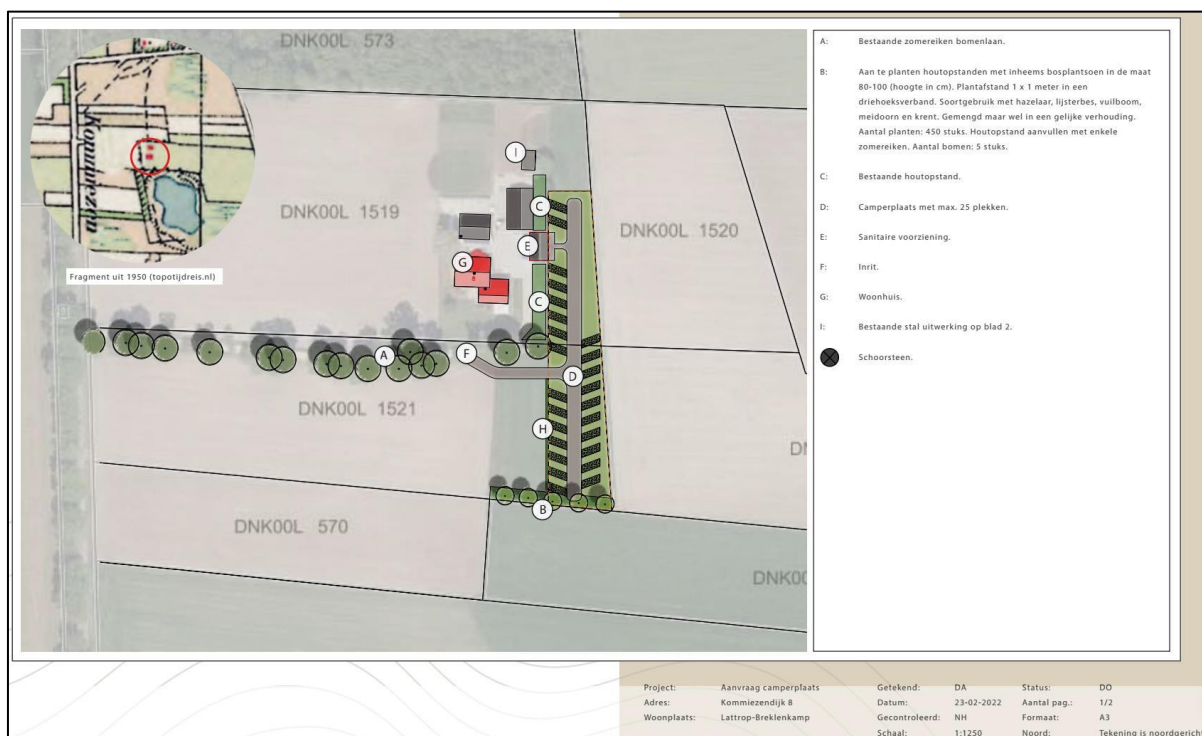 DNK00L 573
Kommiezendijk
Fragment uit 1950 (topotijdreis.nl)
DNK00L 1519
DNK00L 1520
DNK00L 1521
DNK00L 570
DNK00
I
C
E
G
8
C
A
F
D
H
B
A: Bestaande zomereiken bomenlaan.
B: Aan te planten houtopstanden met inheems bosplantsoen in de maat
80-100 (hoogte in cm). Plantafstand 1 x 1 meter in een
driehoeksverband. Soortgebruik met hazelaar, lijsterbes, vuilboom,
meidoorn en krent. Gemengd maar wel in een gelijke verhouding.
Aantal planten: 450 stuks. Houtopstand aanvullen met enkele
zomereiken. Aantal bomen: 5 stuks.
C: Bestaande houtopstand.
D: Camperplaats met max. 25 plekken.
E: Sanitaire voorziening.
F: Inrit.
G: Woonhuis.
I: Bestaande stal uitwerking op blad 2.
Schoorsteen.
Project: Aanvraag camperplaats Getekend: DA Status: DO
Adres: Kommiezendijk 8 Datum: 23-02-2022 Aantal pag.: 1/2
Woonplaats: Lattrop-Breklenkamp Gecontroleerd: NH Formaat: A3
Schaal: 1:1250 Noord: Tekening is noordgericht